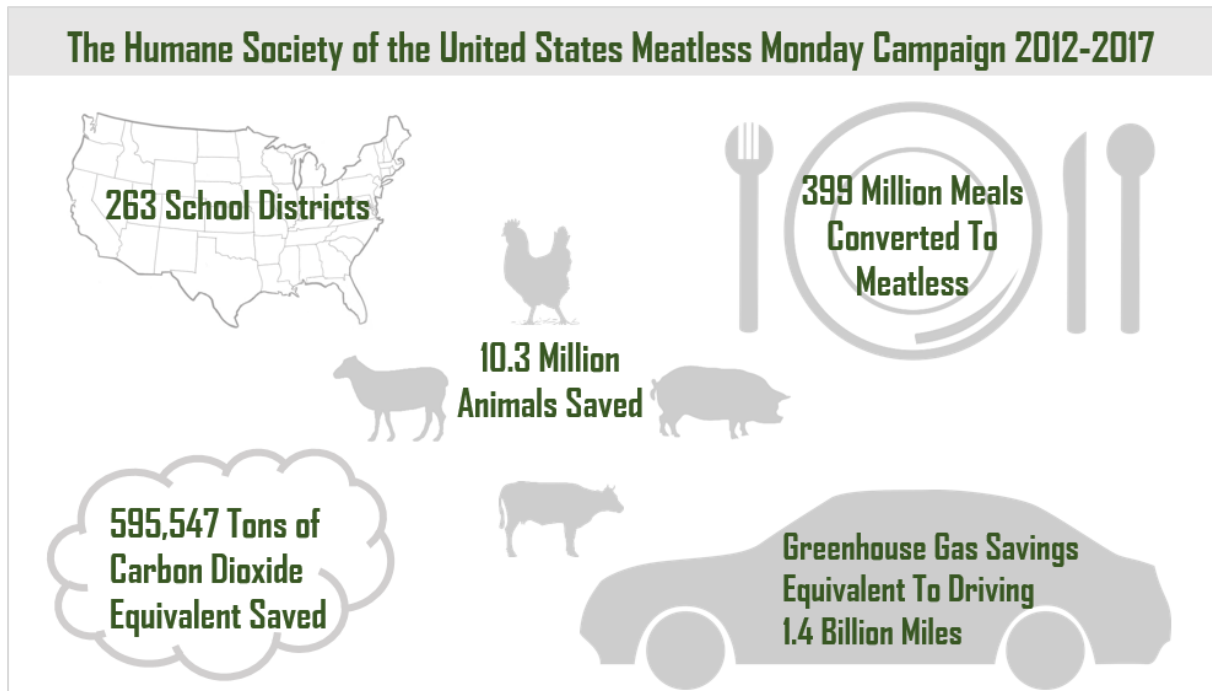 The Humane Society of the United States Meatless Monday Campaign 2012-2017
263 School Districts
399 Million Meals
Converted To
Meatless
10.3 Million
Animals Saved
595,547 Tons of
Carbon Dioxide
Equivalent Saved
Greenhouse Gas Savings
Equivalent To Driving
1.4 Billion Miles